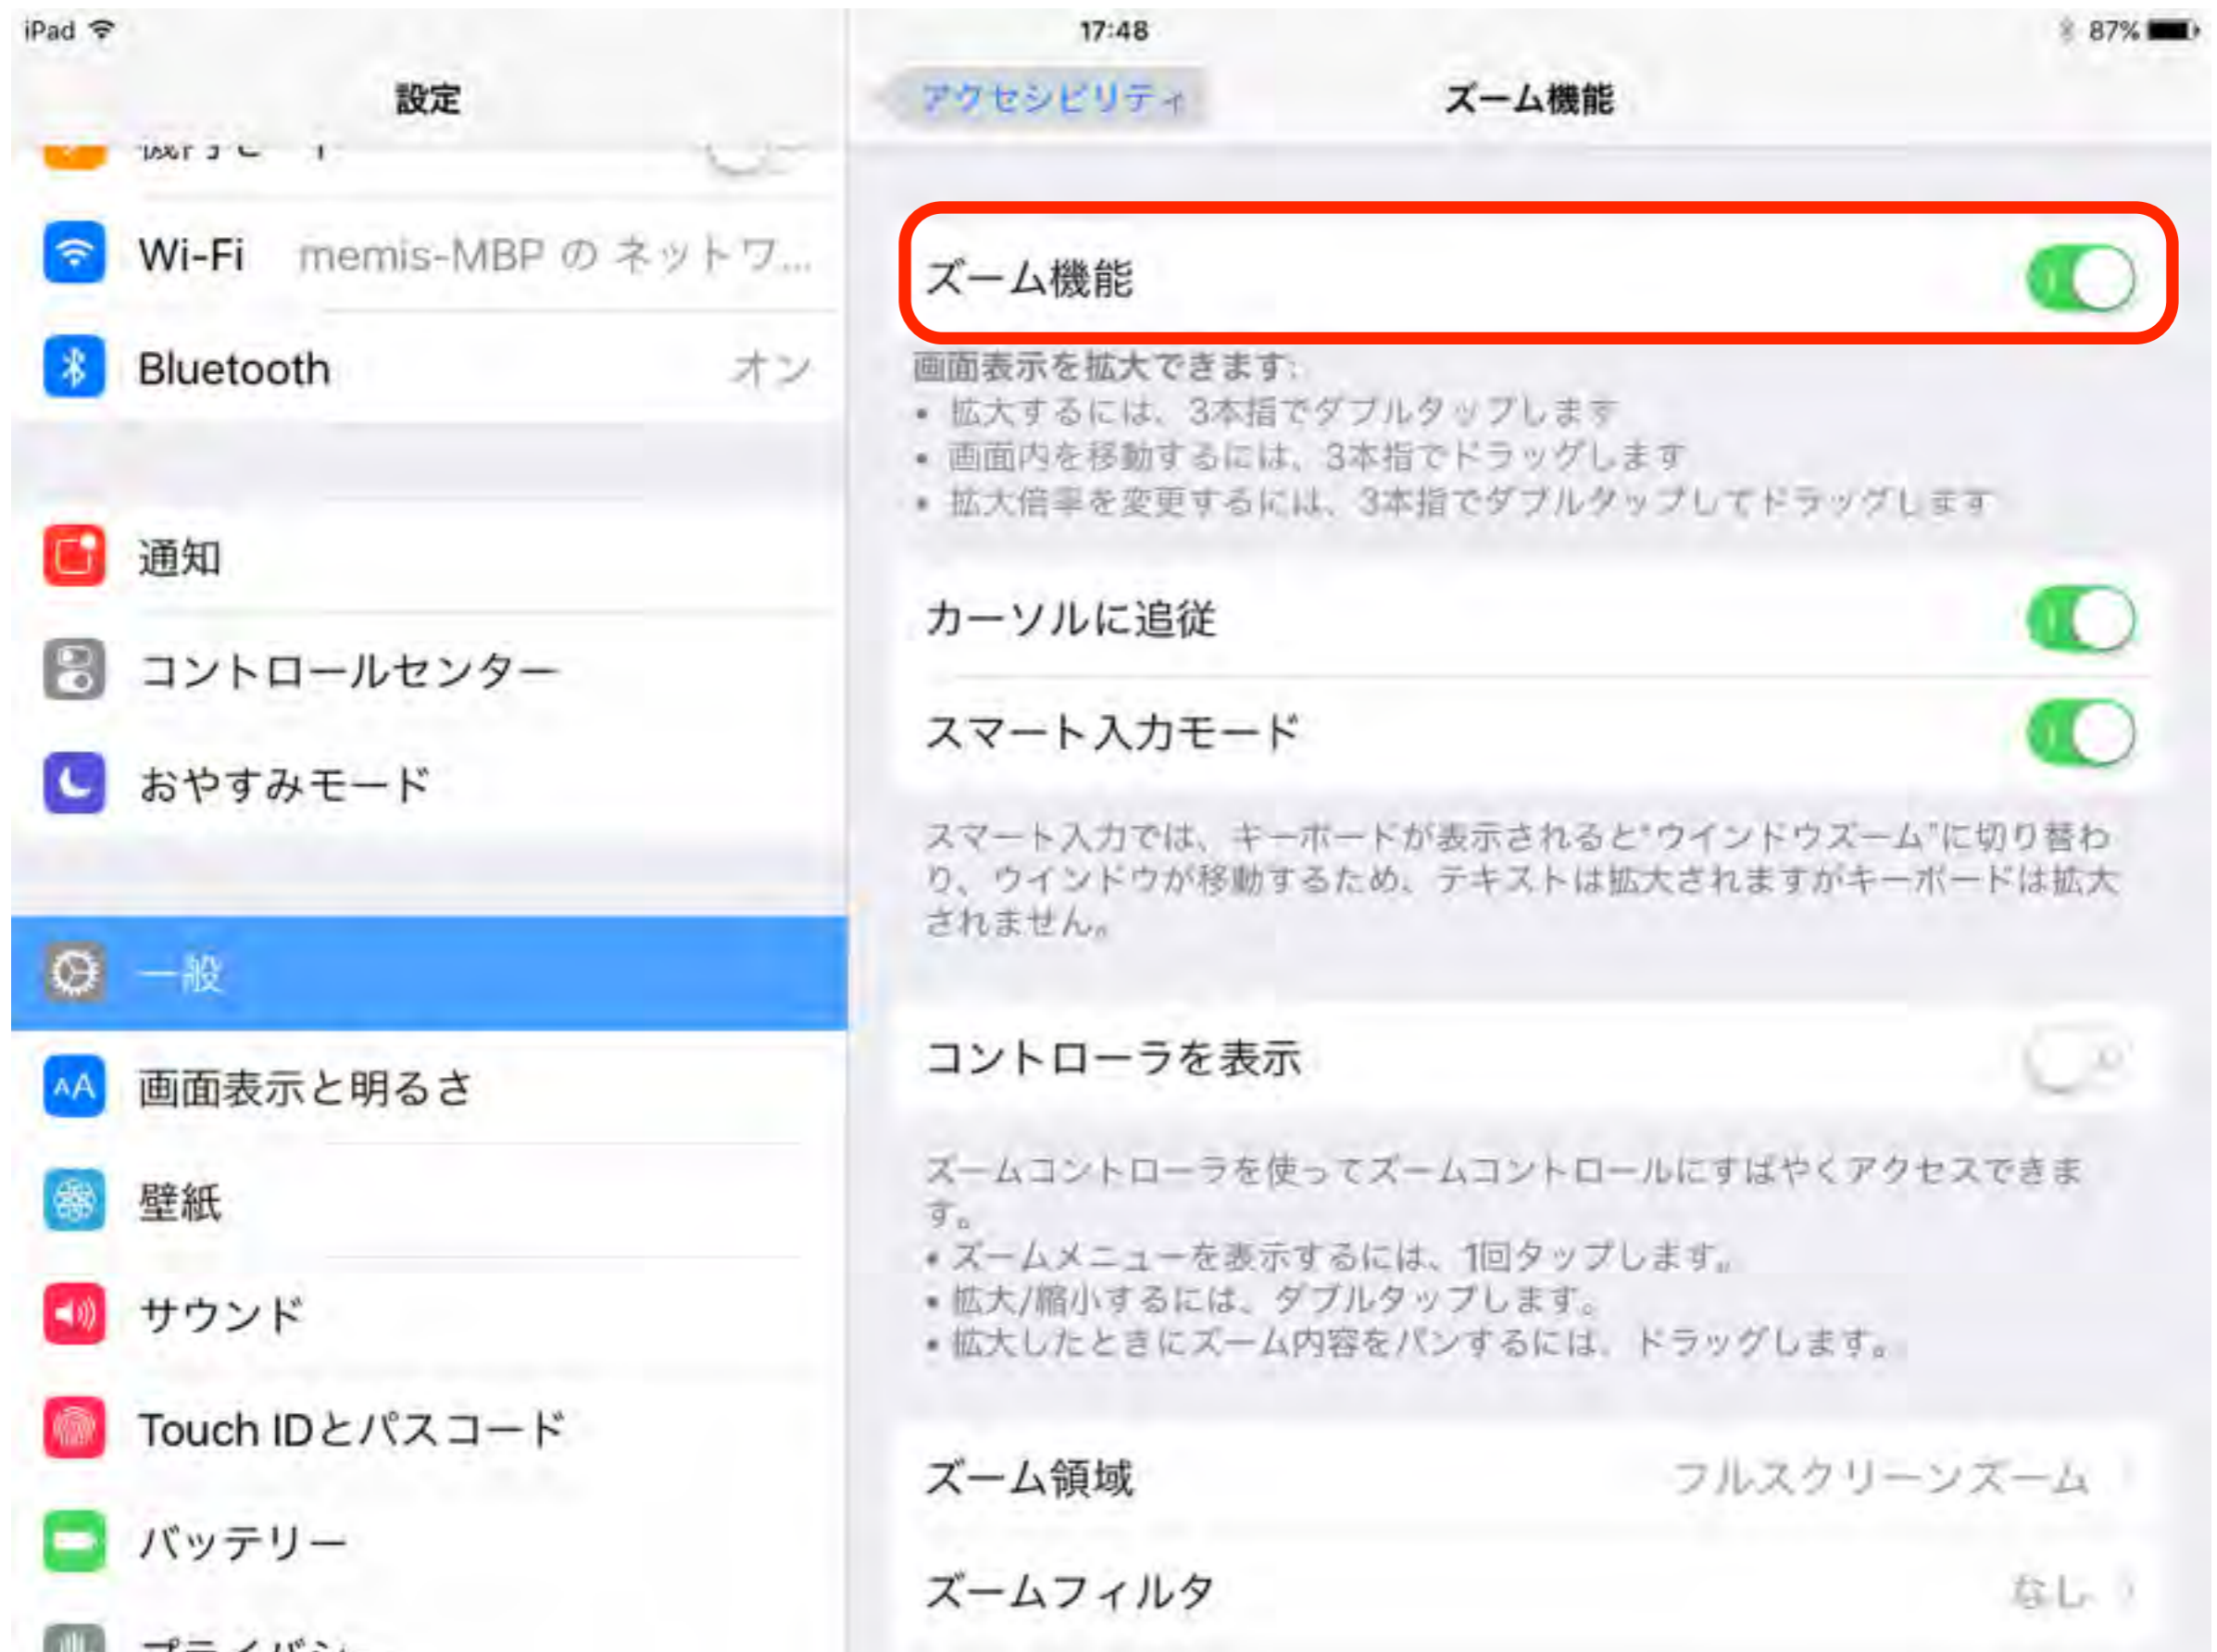 iPad
17:48
87%
設定
アクセシビリティ
ズーム機能
Wi-Fi memis-MBP の ネットワ...
Bluetooth オン
通知
コントロールセンター
おやすみモード
一般
画面表示と明るさ
壁紙
サウンド
Touch IDとパスコード
バッテリー
プライバシー
ズーム機能
画面表示を拡大できます:
• 拡大するには、3本指でダブルタップします
• 画面内を移動するには、3本指でドラッグします
• 拡大倍率を変更するには、3本指でダブルタップしてドラッグします
カーソルに追従
スマート入力モード
スマート入力では、キーボードが表示されると"ウインドウズーム"に切り替わ
り、ウインドウが移動するため、テキストは拡大されますがキーボードは拡大
されません。
コントローラを表示
ズームコントローラを使ってズームコントロールにすばやくアクセスできま
す。
• ズームメニューを表示するには、1回タップします。
• 拡大/縮小するには、ダブルタップします。
• 拡大したときにズーム内容をパンするには、ドラッグします。
ズーム領域 フルスクリーンズーム
ズームフィルタ なし